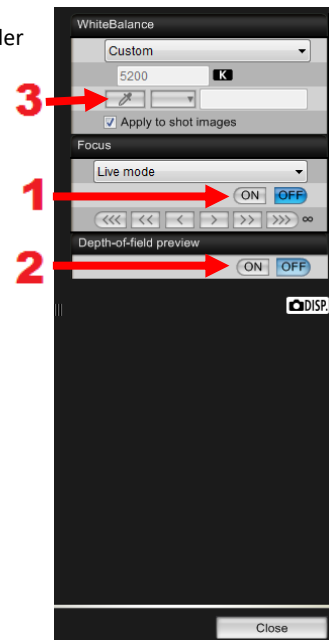 WhiteBalance
ler
Custom
5200 K
3
Apply to shot images
Focus
Live mode
1 ON OFF
<<< << < > >> >>> ∞
Depth-of-field preview
2 ON OFF
DISP.
Close